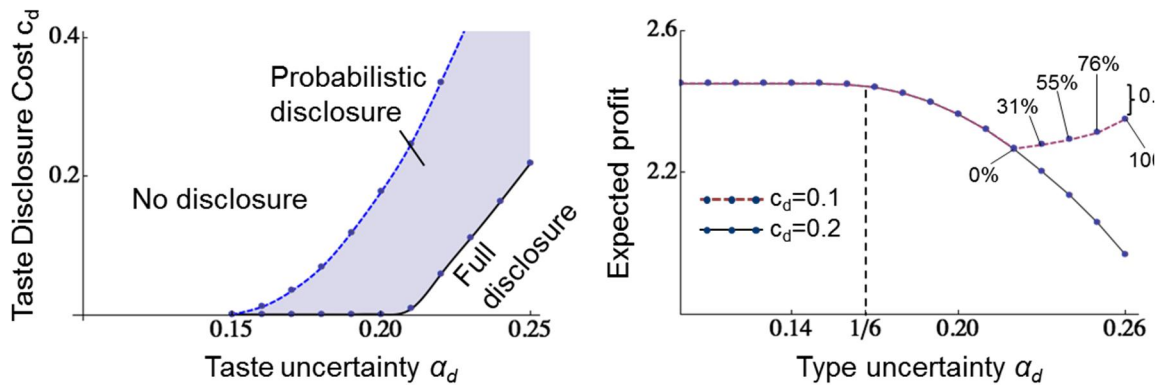 Taste Disclosure Cost c_d
0.4
0.2
Probabilistic
disclosure
No disclosure
Full
disclosure
0.15
0.20
0.25
Taste uncertainty α_d
Expected profit
2.6
2.2
0%
31%
55%
76%
}0.
100
c_d=0.1
c_d=0.2
0.14
1/6
0.20
0.26
Type uncertainty α_d